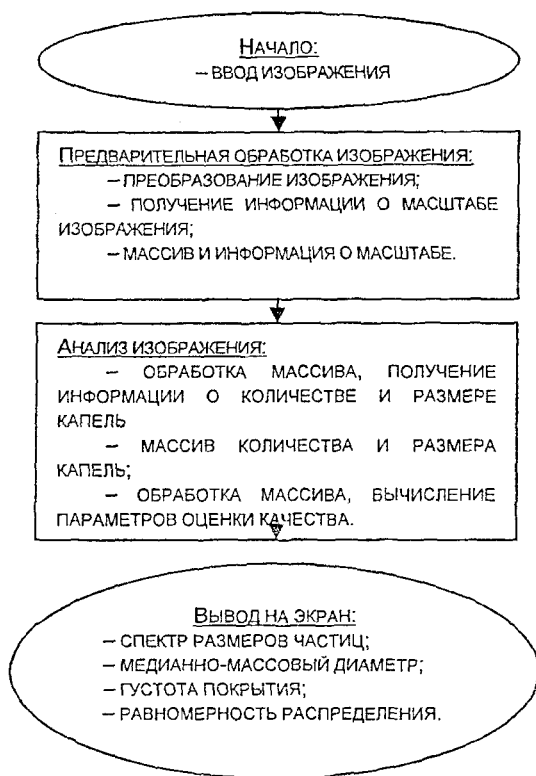 НАЧАЛО:
– ВВОД ИЗОБРАЖЕНИЯ
ПРЕДВАРИТЕЛЬНАЯ ОБРАБОТКА ИЗОБРАЖЕНИЯ:
– ПРЕОБРАЗОВАНИЕ ИЗОБРАЖЕНИЯ;
– ПОЛУЧЕНИЕ ИНФОРМАЦИИ О МАСШТАБЕ
ИЗОБРАЖЕНИЯ;
– МАССИВ И ИНФОРМАЦИЯ О МАСШТАБЕ.
АНАЛИЗ ИЗОБРАЖЕНИЯ:
– ОБРАБОТКА МАССИВА, ПОЛУЧЕНИЕ
ИНФОРМАЦИИ О КОЛИЧЕСТВЕ И РАЗМЕРЕ
КАПЕЛЬ
– МАССИВ КОЛИЧЕСТВА И РАЗМЕРА
КАПЕЛЬ;
– ОБРАБОТКА МАССИВА, ВЫЧИСЛЕНИЕ
ПАРАМЕТРОВ ОЦЕНКИ КАЧЕСТВА.
ВЫВОД НА ЭКРАН:
– СПЕКТР РАЗМЕРОВ ЧАСТИЦ;
– МЕДИАННО-МАССОВЫЙ ДИАМЕТР;
– ГУСТОТА ПОКРЫТИЯ;
– РАВНОМЕРНОСТЬ РАСПРЕДЕЛЕНИЯ.